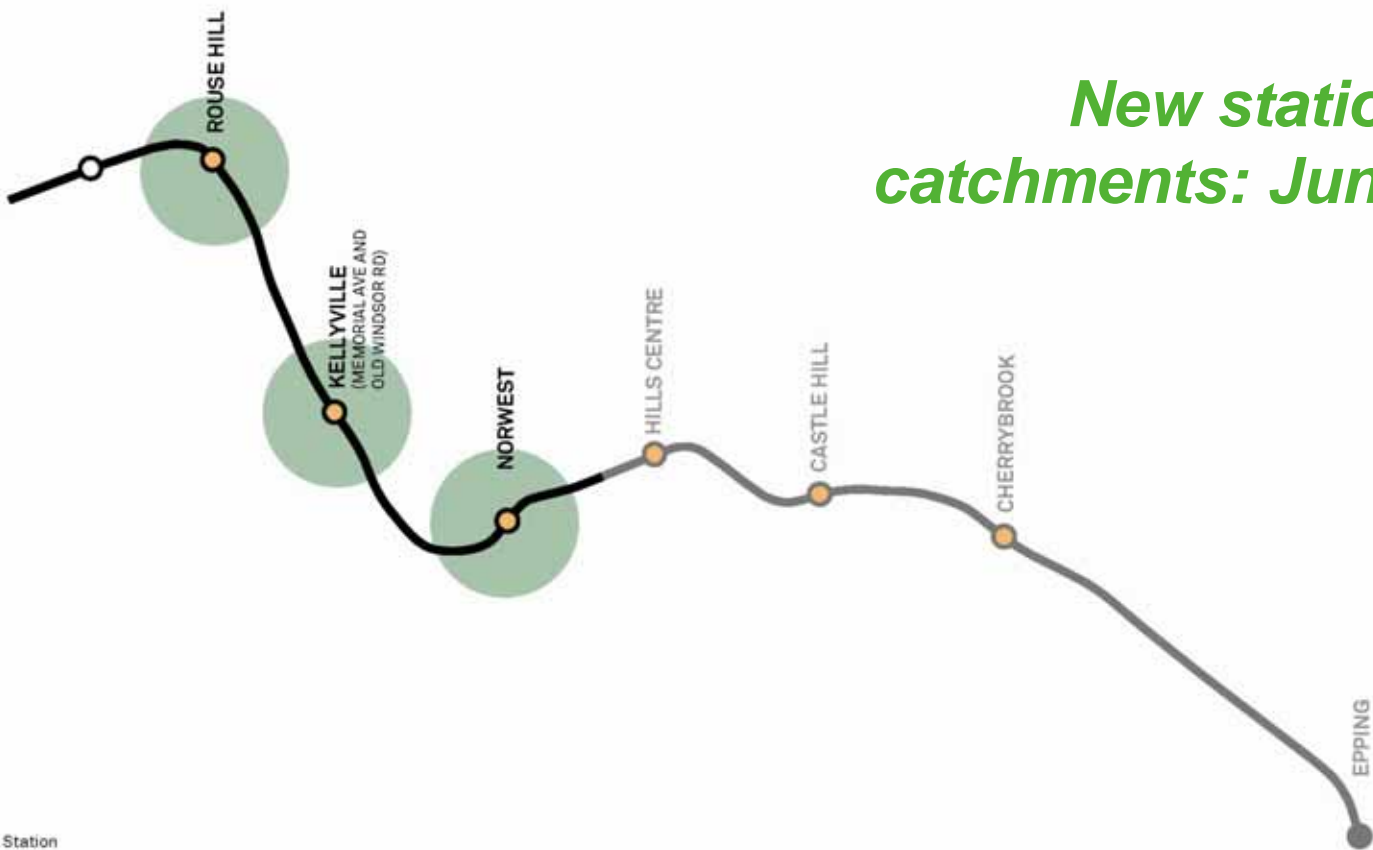 New statio
catchments: Jun
ROUSE HILL
KELLYVILLE
(MEMORIAL AVE AND
OLD WINDSOR RD)
NORWEST
HILLS CENTRE
CASTLE HILL
CHERRYBROOK
EPPING
Station